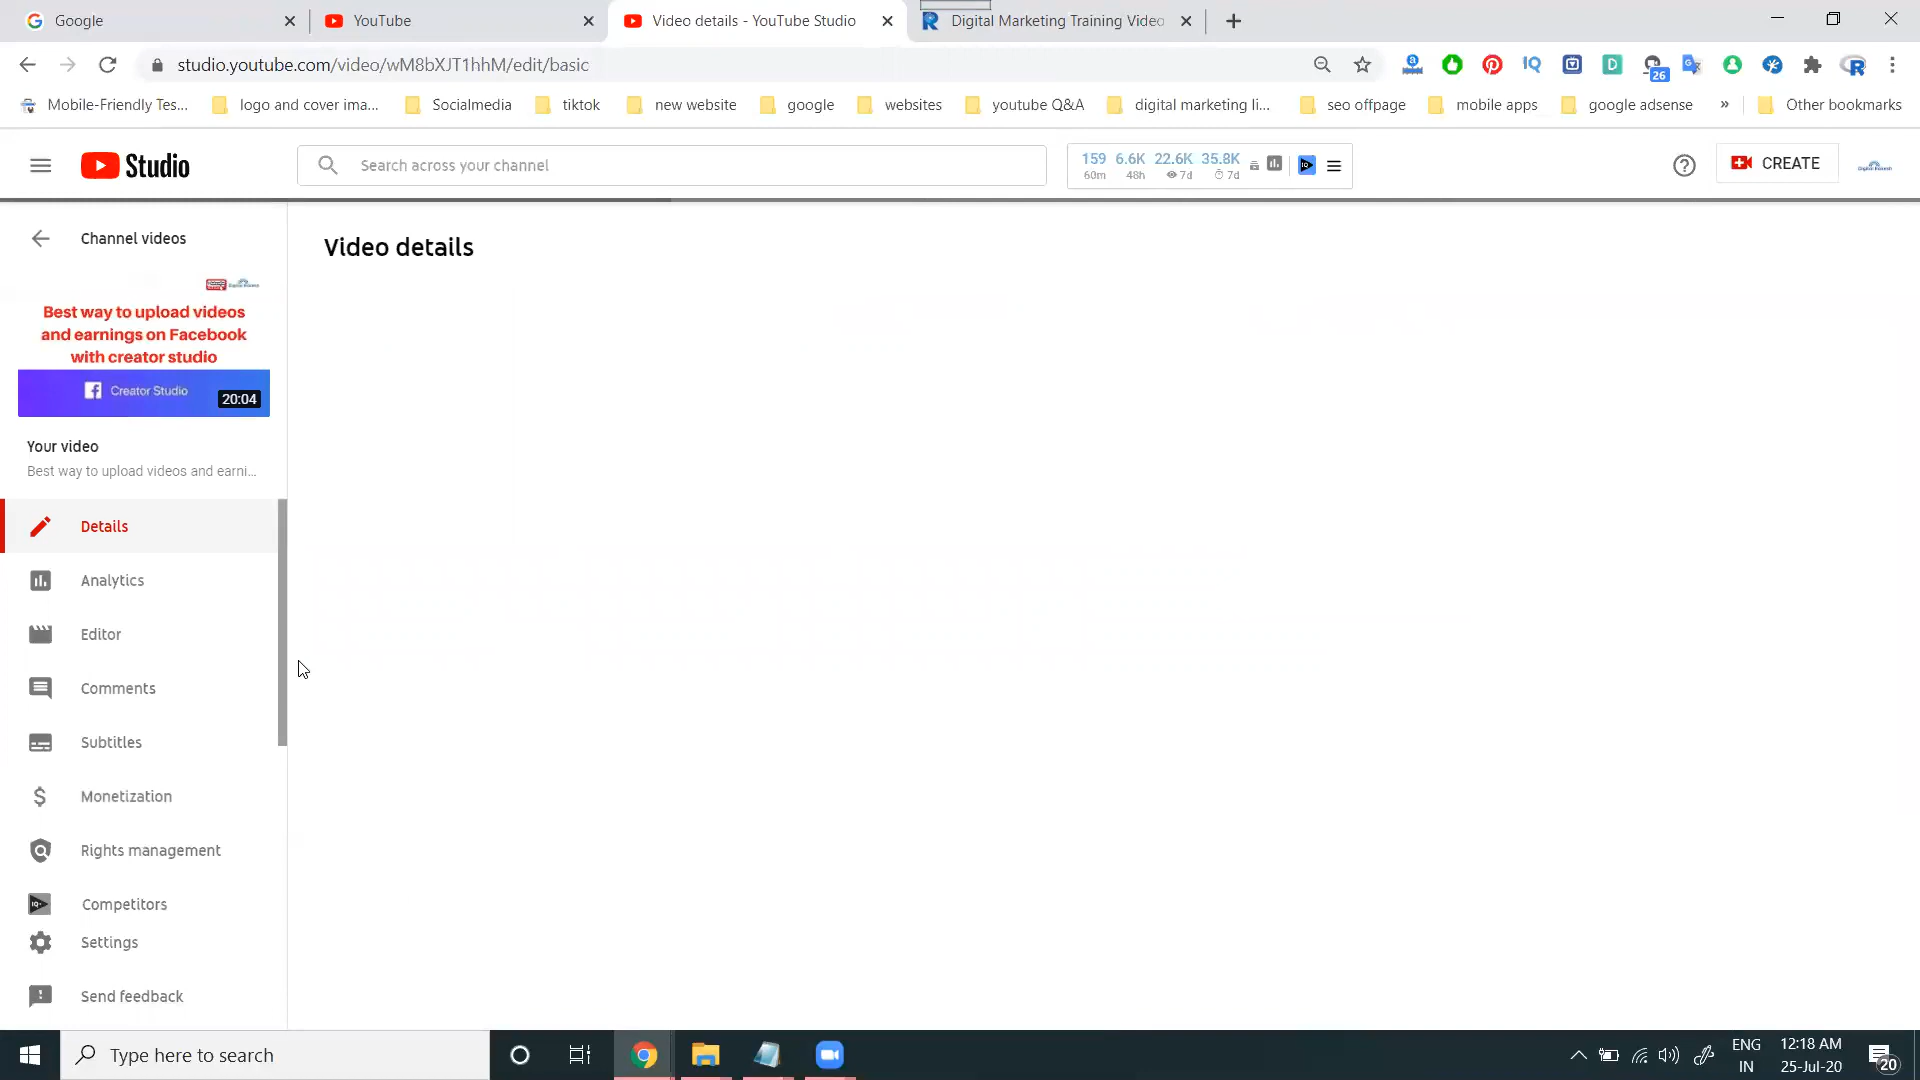 Google
YouTube
Video details - YouTube Studio
Digital Marketing Training Video
studio.youtube.com/video/wM8bXJT1hhM/edit/basic
IQ
D
26
Mobile-Friendly Tes...
logo and cover ima...
Socialmedia
tiktok
new website
google
websites
youtube Q&A
digital marketing li...
seo offpage
mobile apps
google adsense
»
Other bookmarks
Studio
Search across your channel
159 6.6K 22.6K 35.8K
60m 48h 7d 7d
CREATE
Channel videos
Video details
Best way to upload videos
and earnings on Facebook
with creator studio
Creator Studio
20:04
Your video
Best way to upload videos and earni...
Details
Analytics
Editor
Comments
Subtitles
Monetization
Rights management
Competitors
Settings
Send feedback
Type here to search
ENG
IN
12:18 AM
25-Jul-20
20